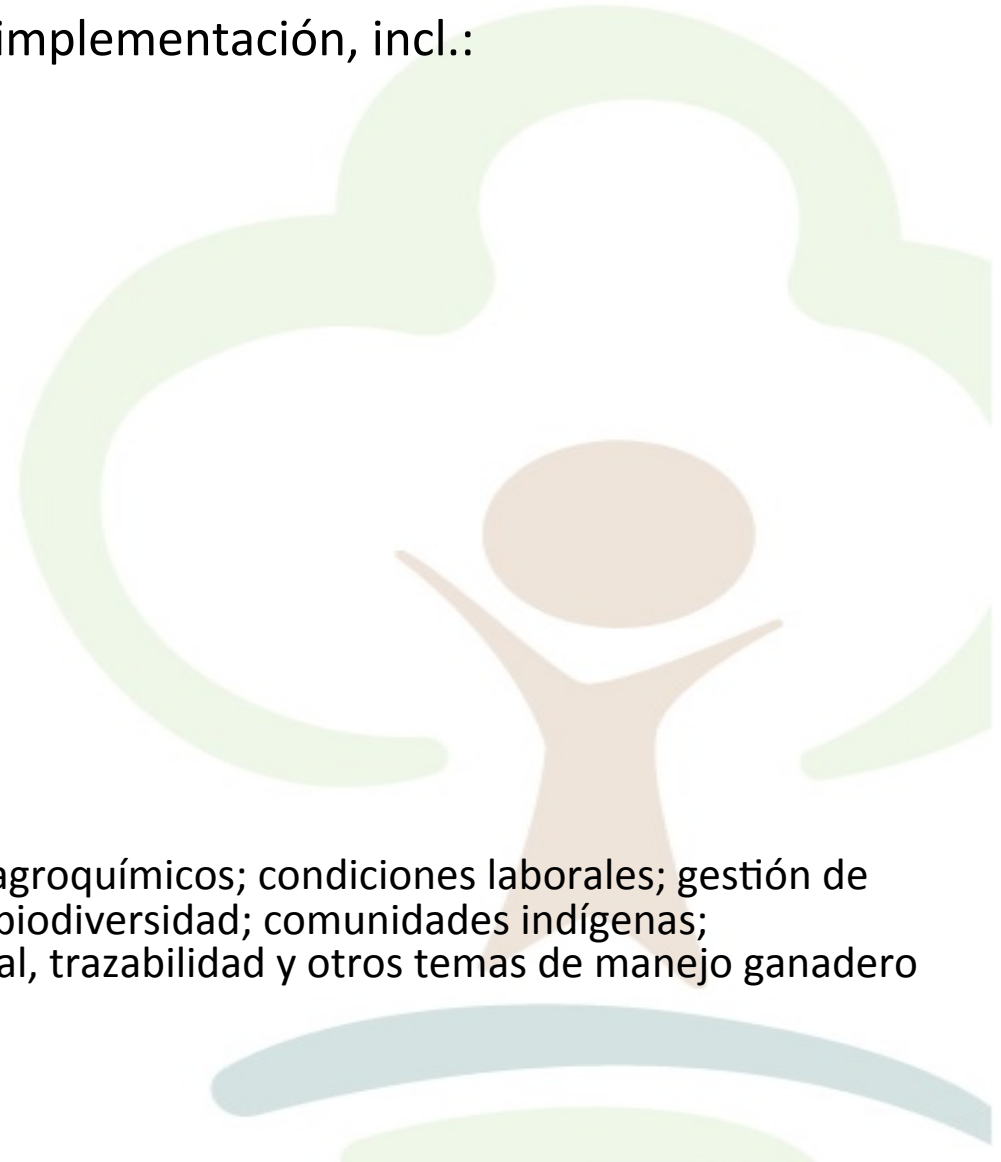 implementación, incl.:
agroquímicos; condiciones laborales; gestión de
biodiversidad; comunidades indígenas;
al, trazabilidad y otros temas de manejo ganadero